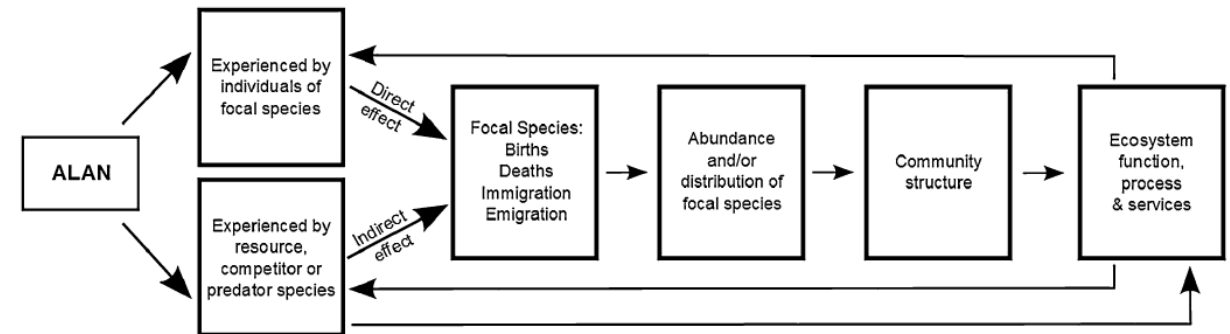 ALAN
Experienced by
individuals of
focal species
Direct
effect
Experienced by
resource,
competitor or
predator species
Indirect
effect
Focal Species:
Births
Deaths
Immigration
Emigration
Abundance
and/or
distribution of
focal species
Community
structure
Ecosystem
function,
process
& services